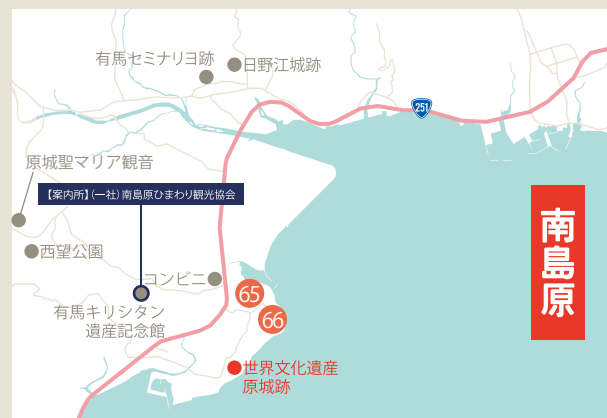 有馬セミナリヨ跡
日野江城跡
251
原城聖マリア観音
【案内所】(一社)南島原ひまわり観光協会
西望公園
コンビニ
65
66
有馬キリシタン
遺産記念館
世界文化遺産
原城跡
南島原